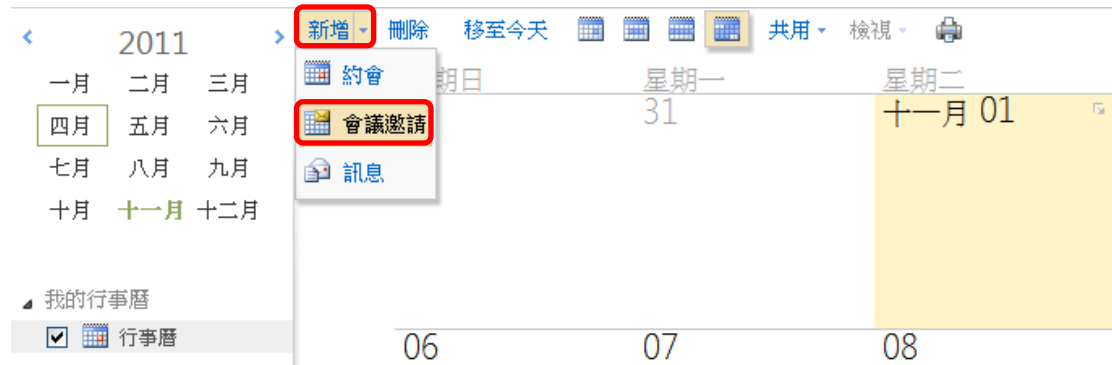 2011
一月 二月 三月
四月 五月 六月
七月 八月 九月
十月 十一月 十二月
我的行事曆
行事曆
新增 刪除 移至今天 共用 檢視
約會
會議邀請
訊息
期日 星期一 星期二
31 十一月 01
06 07 08